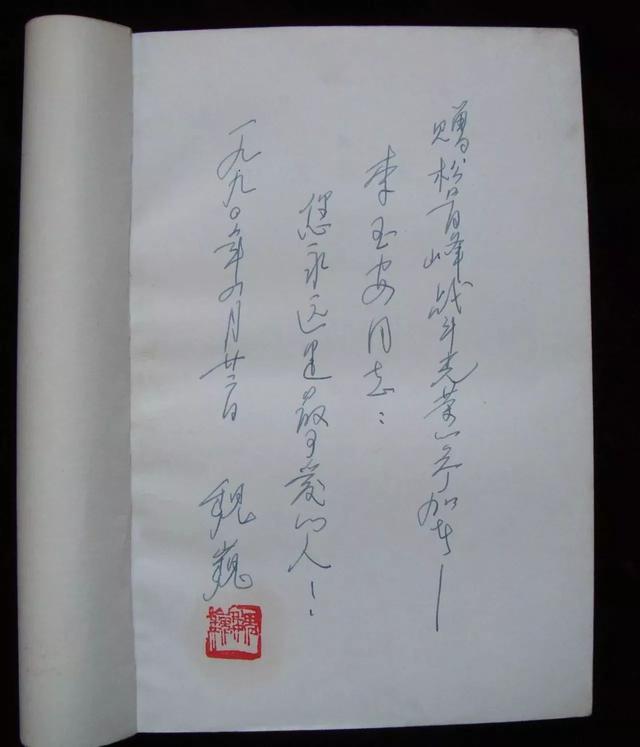 赠松骨峰战斗光荣的参加者——
李玉安同志：
您永远是最可爱的人！
一九九〇年四月廿二日
魏巍